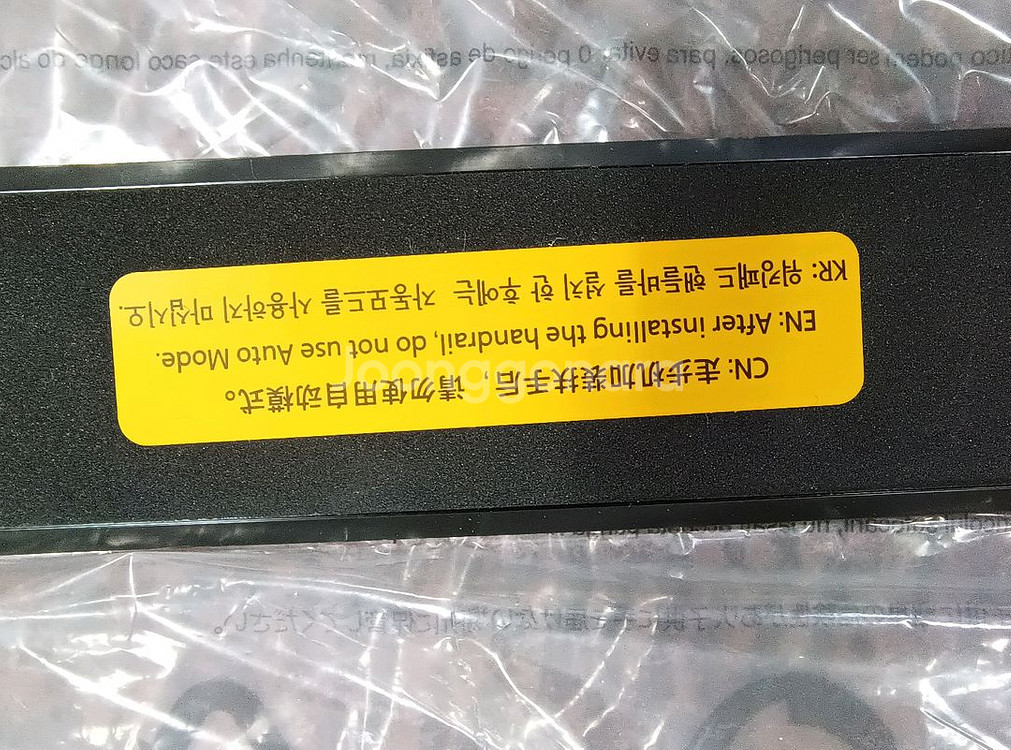 CN: 走步机加装扶手后，请勿使用自动模式。
EN: After installing the handrail, do not use Auto Mode.
KR: 워킹패드 핸들바를 설치 한 후에는 자동모드를 사용하지 마십시오.
Joonggonara
podem ser perigosos, para evitar O perigo de asfixia, mantenha este saco longe do alc